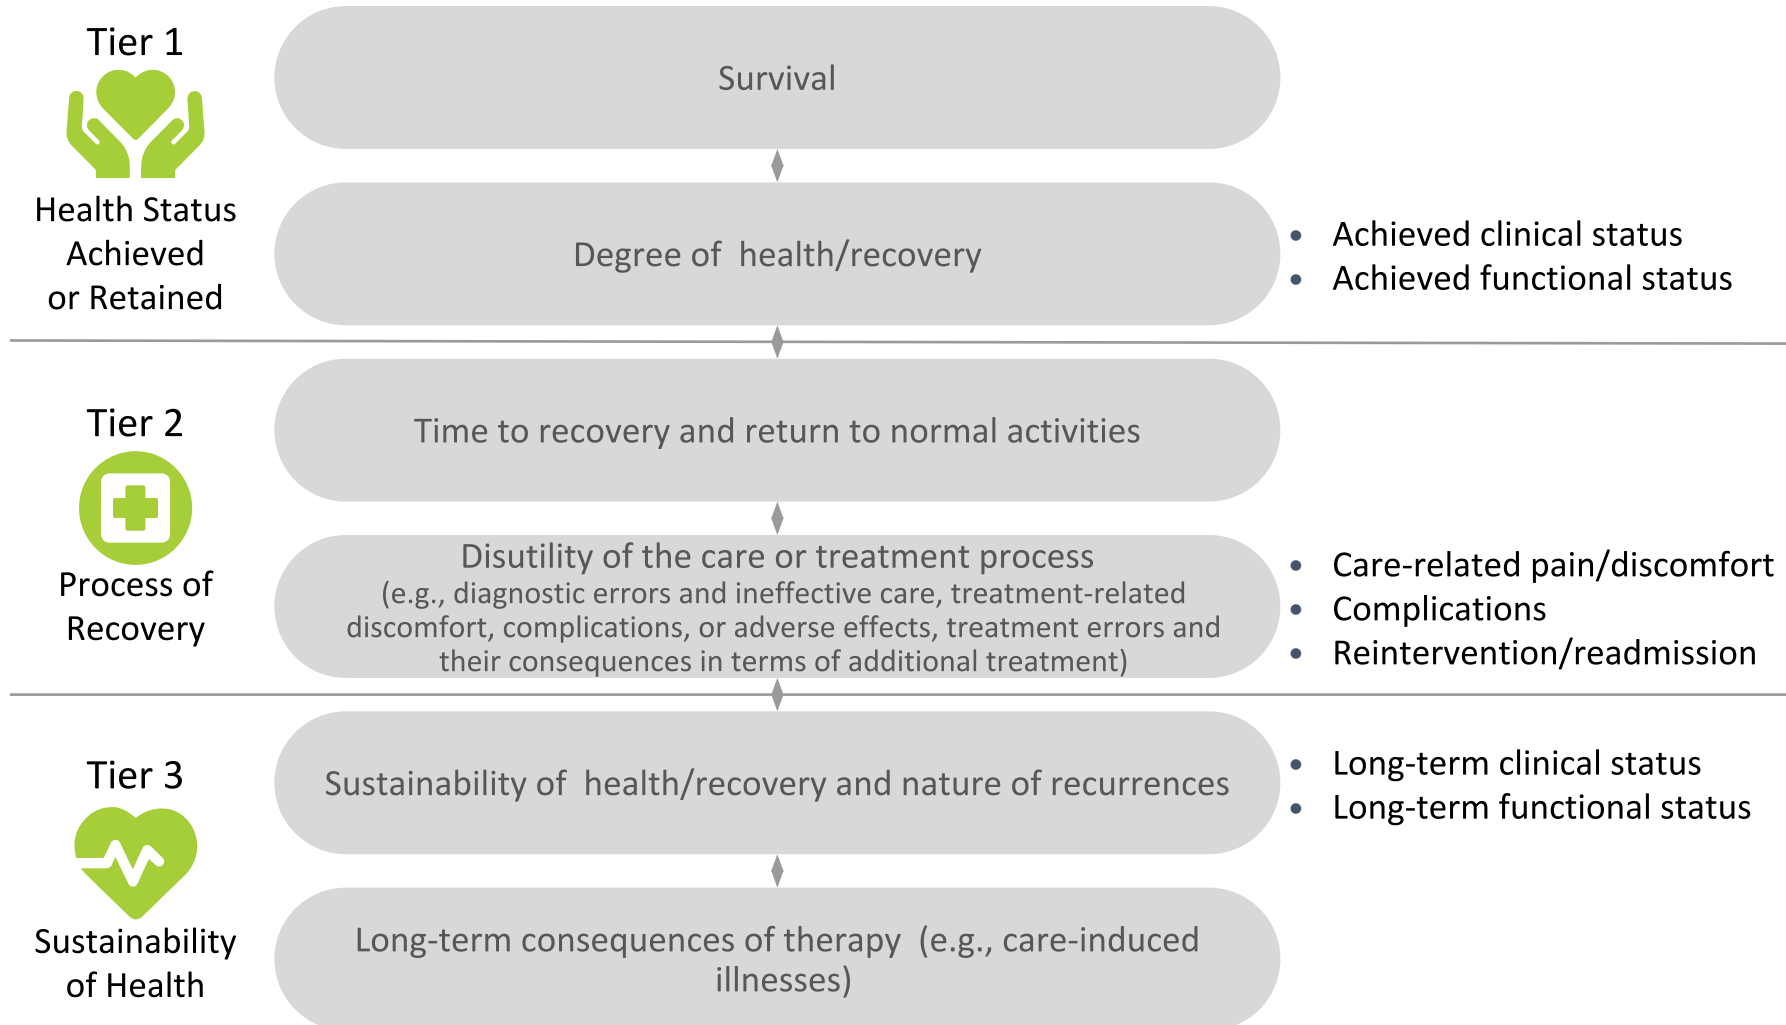 Tier 1
Health Status
Achieved
or Retained
Survival
Degree of health/recovery
• Achieved clinical status
• Achieved functional status
Tier 2
Process of
Recovery
Time to recovery and return to normal activities
Disutility of the care or treatment process
(e.g., diagnostic errors and ineffective care, treatment-related
discomfort, complications, or adverse effects, treatment errors and
their consequences in terms of additional treatment)
• Care-related pain/discomfort
• Complications
• Reintervention/readmission
Tier 3
Sustainability
of Health
Sustainability of health/recovery and nature of recurrences
• Long-term clinical status
• Long-term functional status
Long-term consequences of therapy (e.g., care-induced
illnesses)